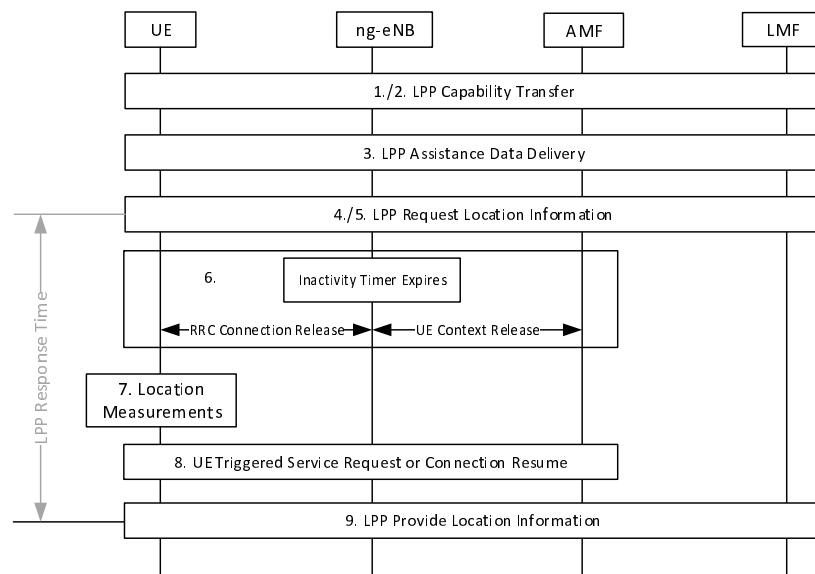 UE
ng-eNB
AMF
LMF
1./2. LPP Capability Transfer
3. LPP Assistance Data Delivery
4./5. LPP Request Location Information
6.
Inactivity Timer Expires
RRC Connection Release
UE Context Release
LPP Response Time
7. Location
Measurements
8. UE Triggered Service Request or Connection Resume
9. LPP Provide Location Information